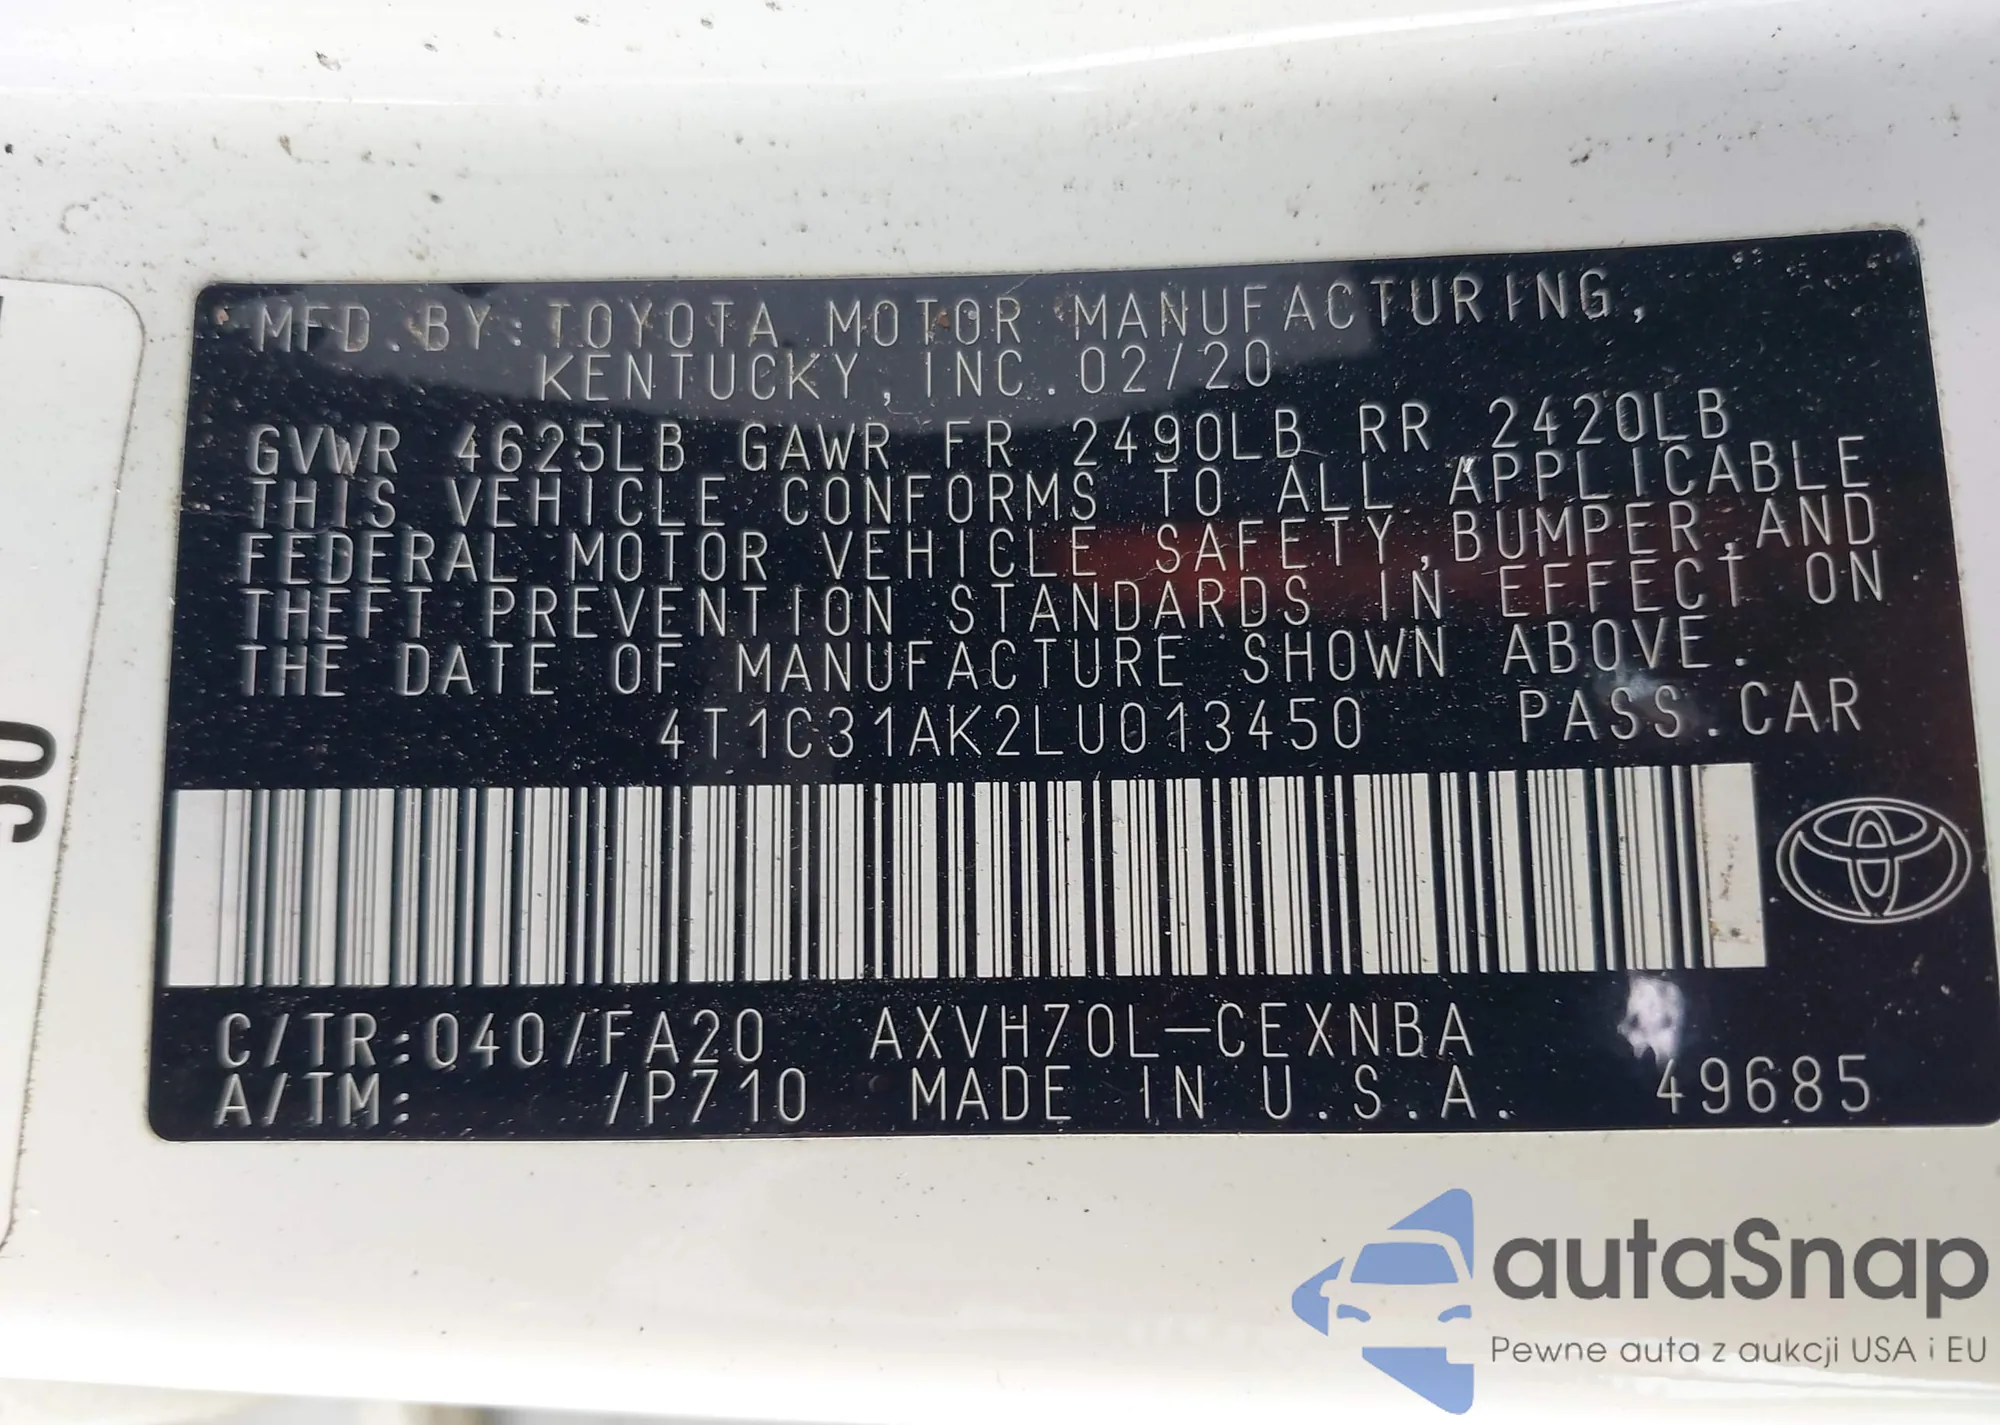 MFD.BY:TOYOTA MOTOR MANUFACTURING,
KENTUCKY,INC.02/20
GVWR 4625LB GAWR FR 2490LB RR 2420LB
THIS VEHICLE CONFORMS TO ALL APPLICABLE
FEDERAL MOTOR VEHICLE SAFETY,BUMPER,AND
THEFT PREVENTION STANDARDS IN EFFECT ON
THE DATE OF MANUFACTURE SHOWN ABOVE.
4T1C31AK2LU013450 PASS.CAR
C/TR:040/FA20 AXVH70L-CEXNBA
A/TM: /P710 MADE IN U.S.A. 49685
autaSnap
Pewne auta z aukcji USA i EU